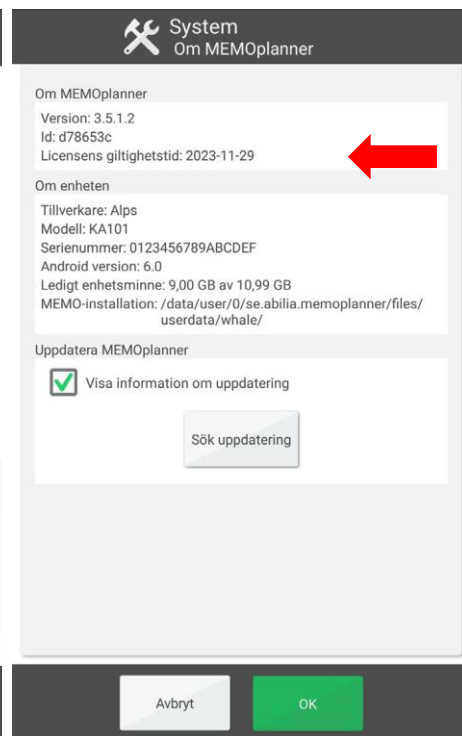 System
Om MEMOplanner
Om MEMOplanner
Version: 3.5.1.2
Id: d78653c
Licensens giltighetstid: 2023-11-29
Om enheten
Tillverkare: Alps
Modell: KA101
Serienummer: 0123456789ABCDEF
Android version: 6.0
Ledigt enhetsminne: 9,00 GB av 10,99 GB
MEMO-installation: /data/user/0/se.abilia.memoplanner/files/
userdata/whale/
Uppdatera MEMOplanner
Visa information om uppdatering
Sök uppdatering
Avbryt
OK